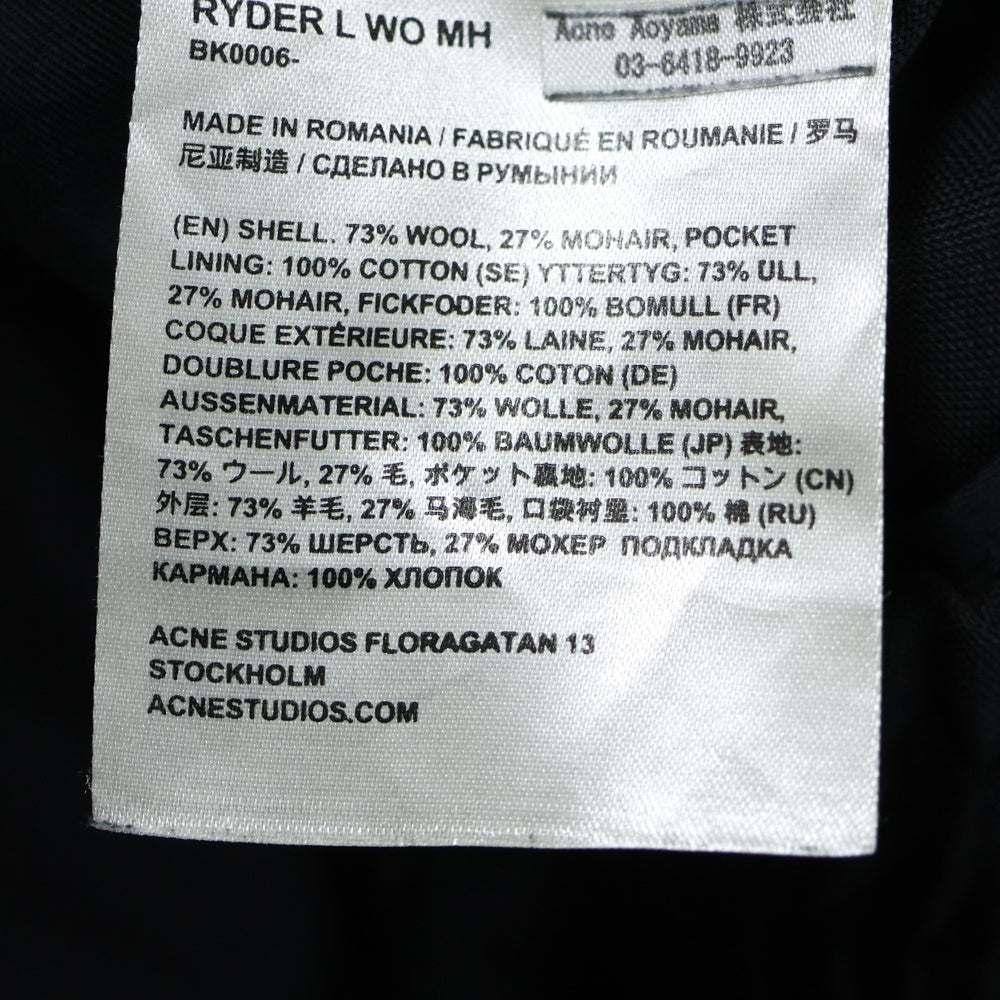 RYDER L WO MH
BK0006-
Acne Aoyama 株式会社
03-6418-9923
MADE IN ROMANIA / FABRIQUÉ EN ROUMANIE / 罗马
尼亚制造 / СДЕЛАНО В РУМЫНИИ
(EN) SHELL. 73% WOOL, 27% MOHAIR, POCKET
LINING: 100% COTTON (SE) YTTERTYG: 73% ULL,
27% MOHAIR, FICKFODER: 100% BOMULL (FR)
COQUE EXTÉRIEURE: 73% LAINE, 27% MOHAIR,
DOUBLURE POCHE: 100% COTON (DE)
AUSSENMATERIAL: 73% WOLLE, 27% MOHAIR,
TASCHENFUTTER: 100% BAUMWOLLE (JP) 表地:
73% ウール, 27% 毛, ポケット裏地: 100% コットン (CN)
外层: 73% 羊毛, 27% 马海毛, 口袋衬里: 100% 棉 (RU)
ВЕРХ: 73% ШЕРСТЬ, 27% МОХЕР ПОДКЛАДКА
КАРМАНА: 100% ХЛОПОК
ACNE STUDIOS FLORAGATAN 13
STOCKHOLM
ACNESTUDIOS.COM